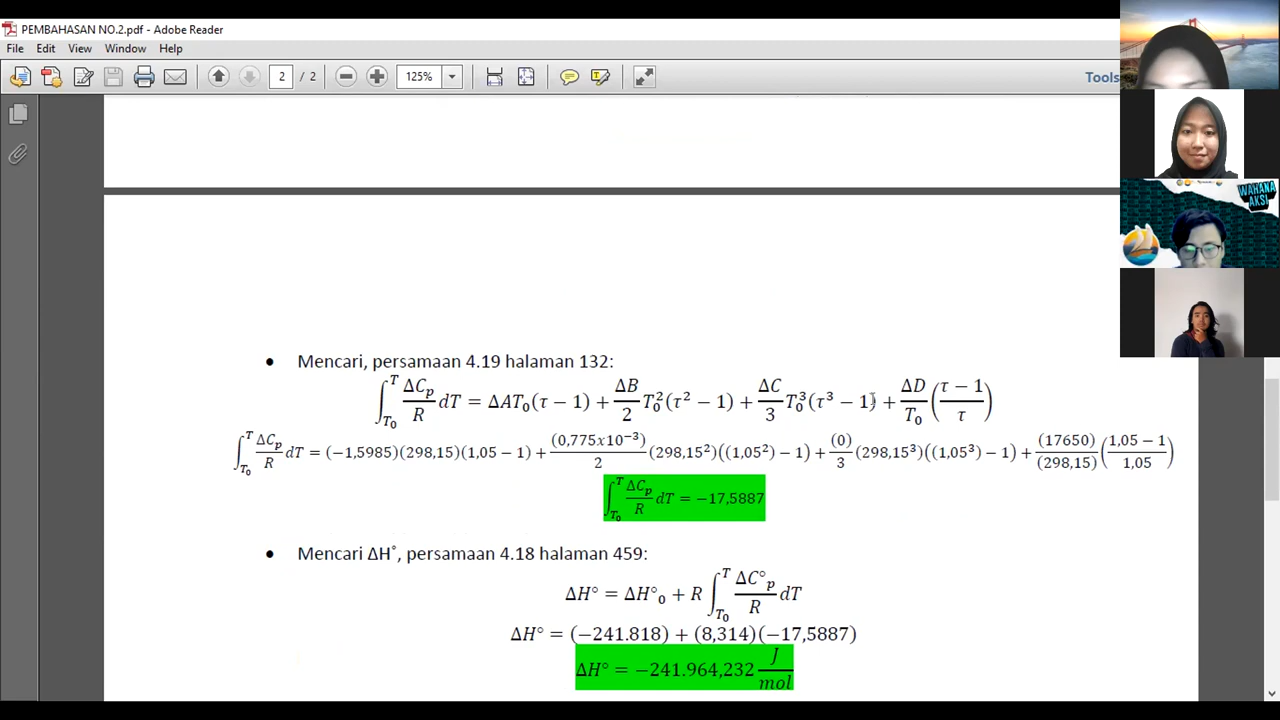 PEMBAHASAN NO.2.pdf - Adobe Reader
File Edit View Window Help
2 / 2 125% Tools
WAHANA AKSI
• Mencari, persamaan 4.19 halaman 132:
∫_{T₀}^{T} ΔC_p/R dT = ΔAT₀(τ − 1) + ΔB/2 T₀²(τ² − 1) + ΔC/3 T₀³(τ³ − 1) + ΔD/T₀ ((τ − 1)/τ)
∫_{T₀}^{T} ΔC_p/R dT = (−1,5985)(298,15)(1,05 − 1) + (0,775x10⁻³)/2 (298,15²)((1,05²) − 1) + (0)/3 (298,15³)((1,05³) − 1) + (17650)/(298,15) ((1,05 − 1)/1,05)
∫_{T₀}^{T} ΔC_p/R dT = −17,5887
• Mencari ΔH°, persamaan 4.18 halaman 459:
ΔH° = ΔH°₀ + R ∫_{T₀}^{T} ΔC°_p/R dT
ΔH° = (−241.818) + (8,314)(−17,5887)
ΔH° = −241.964,232 J/mol